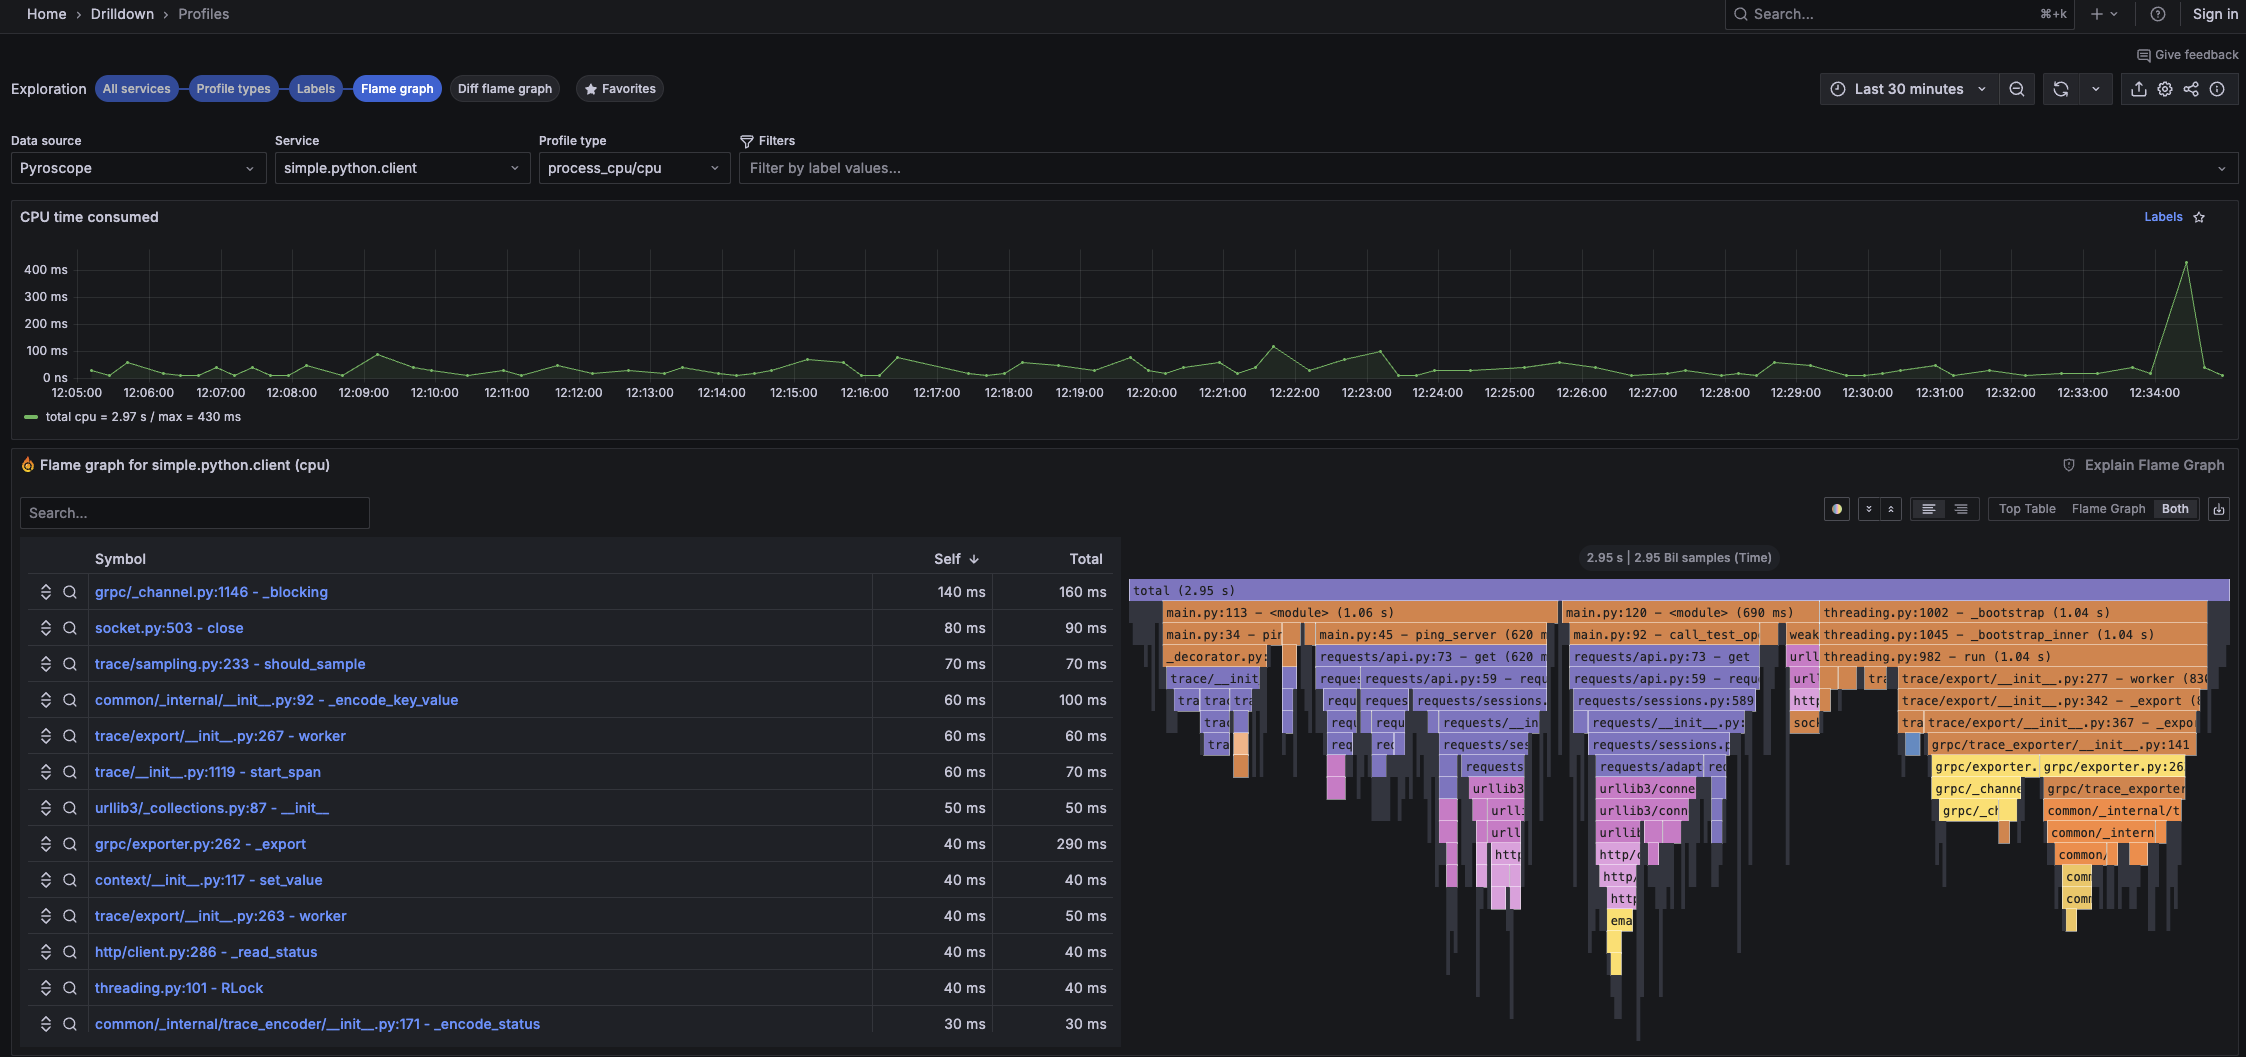 Home › Drilldown › Profiles
Search... ⌘+k
Sign in
Give feedback
Exploration All services Profile types Labels Flame graph Diff flame graph Favorites
Last 30 minutes
Data source Service Profile type Filters
Pyroscope simple.python.client process_cpu/cpu Filter by label values...
CPU time consumed
Labels
400 ms
300 ms
200 ms
100 ms
0 ns
12:05:00 12:06:00 12:07:00 12:08:00 12:09:00 12:10:00 12:11:00 12:12:00 12:13:00 12:14:00 12:15:00 12:16:00 12:17:00 12:18:00 12:19:00 12:20:00 12:21:00 12:22:00 12:23:00 12:24:00 12:25:00 12:26:00 12:27:00 12:28:00 12:29:00 12:30:00 12:31:00 12:32:00 12:33:00 12:34:00
total cpu = 2.97 s / max = 430 ms
Flame graph for simple.python.client (cpu)
Explain Flame Graph
Search...
Top Table Flame Graph Both
Symbol Self Total
grpc/_channel.py:1146 - _blocking 140 ms 160 ms
socket.py:503 - close 80 ms 90 ms
trace/sampling.py:233 - should_sample 70 ms 70 ms
common/_internal/__init__.py:92 - _encode_key_value 60 ms 100 ms
trace/export/__init__.py:267 - worker 60 ms 60 ms
trace/__init__.py:1119 - start_span 60 ms 70 ms
urllib3/_collections.py:87 - __init__ 50 ms 50 ms
grpc/exporter.py:262 - _export 40 ms 290 ms
context/__init__.py:117 - set_value 40 ms 40 ms
trace/export/__init__.py:263 - worker 40 ms 50 ms
http/client.py:286 - _read_status 40 ms 40 ms
threading.py:101 - RLock 40 ms 40 ms
common/_internal/trace_encoder/__init__.py:171 - _encode_status 30 ms 30 ms
2.95 s | 2.95 Bil samples (Time)
total (2.95 s)
main.py:113 - <module> (1.06 s) main.py:120 - <module> (690 ms) threading.py:1002 - _bootstrap (1.04 s)
main.py:34 - pin main.py:45 - ping_server (620 m main.py:92 - call_test_op weak threading.py:1045 - _bootstrap_inner (1.04 s)
_decorator.py: requests/api.py:73 - get (620 m requests/api.py:73 - get urll threading.py:982 - run (1.04 s)
trace/__init reques requests/api.py:59 - requ requests/api.py:59 - requ url tra trace/export/__init__.py:277 - worker (830
tra trac tra requ reques requests/sessions. requests/sessions.py:589 http trace/export/__init__.py:342 - _export (8
trac requ requ requests/__in requests/__init__.py: sock tra trace/export/__init__.py:367 - _expor
tra req re requests/ses requests/sessions.p grpc/trace_exporter/__init__.py:141
requests requests/adapt rec grpc/exporter. grpc/exporter.py:26
urllib3 urllib3/conne grpc/_channe grpc/trace_exporter
urlli urllib3/conn grpc/_ch common/_internal/t
urll urllib common/_intern
http http/c common/
http/ comm
http comm
ema